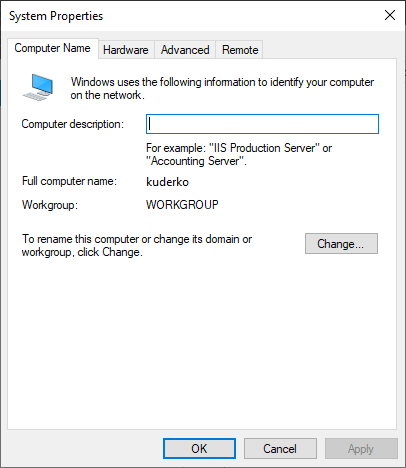 System Properties
Computer Name Hardware Advanced Remote
Windows uses the following information to identify your computer
on the network.
Computer description:
For example: "IIS Production Server" or
"Accounting Server".
Full computer name: kuderko
Workgroup: WORKGROUP
To rename this computer or change its domain or
workgroup, click Change.
Change...
OK Cancel Apply